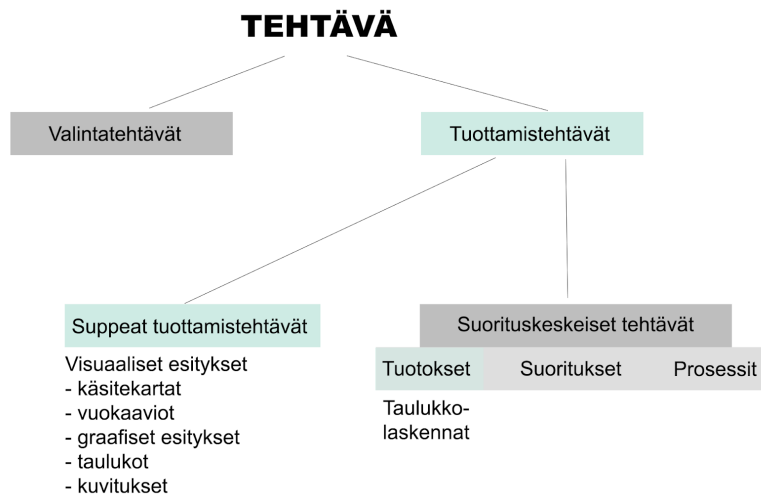 TEHTÄVÄ
Valintatehtävät
Tuottamistehtävät
Suppeat tuottamistehtävät
Visuaaliset esitykset
- käsitekartat
- vuokaaviot
- graafiset esitykset
- taulukot
- kuvitukset
Suorituskeskeiset tehtävät
Tuotokset Suoritukset Prosessit
Taulukko-
laskennat